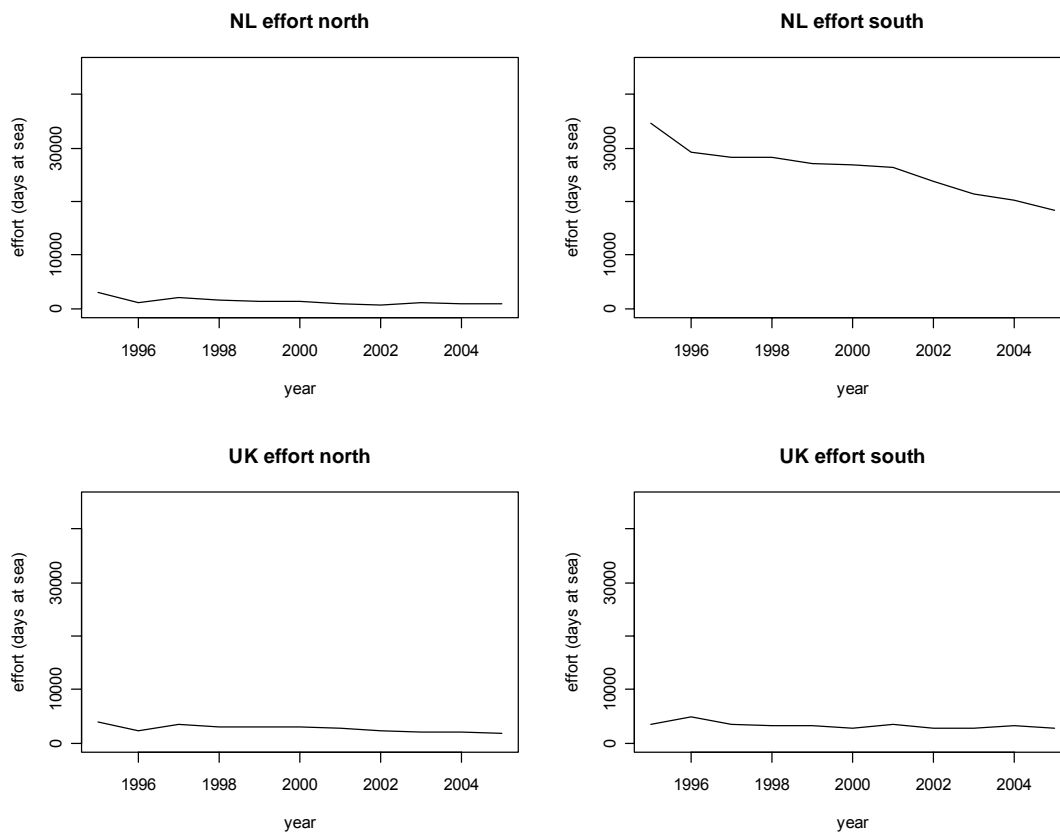 NL effort north
effort (days at sea)
30000
10000
0
1996 1998 2000 2002 2004
year
NL effort south
effort (days at sea)
30000
10000
0
1996 1998 2000 2002 2004
year
UK effort north
effort (days at sea)
30000
10000
0
1996 1998 2000 2002 2004
year
UK effort south
effort (days at sea)
30000
10000
0
1996 1998 2000 2002 2004
year